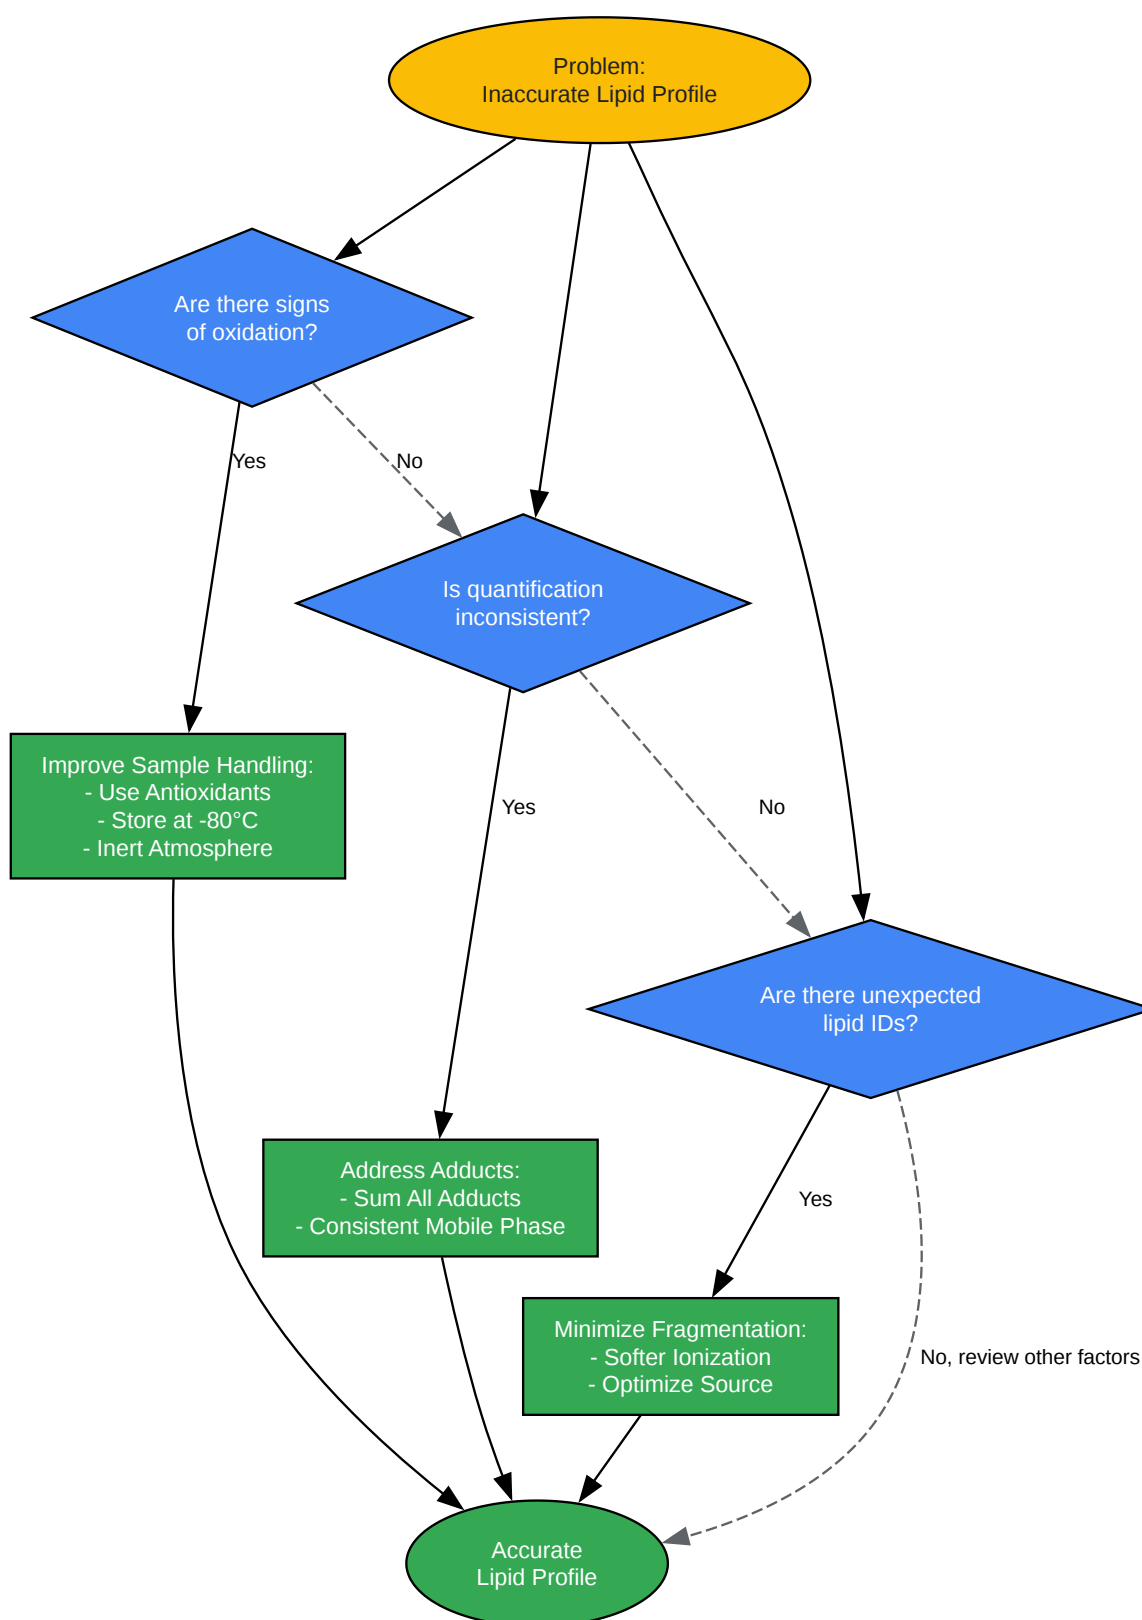 Problem:
Inaccurate Lipid Profile
Are there signs
of oxidation?
Yes
No
Is quantification
inconsistent?
Improve Sample Handling:
- Use Antioxidants
- Store at -80°C
- Inert Atmosphere
Yes
No
Are there unexpected
lipid IDs?
Address Adducts:
- Sum All Adducts
- Consistent Mobile Phase
Yes
Minimize Fragmentation:
- Softer Ionization
- Optimize Source
No, review other factors
Accurate
Lipid Profile